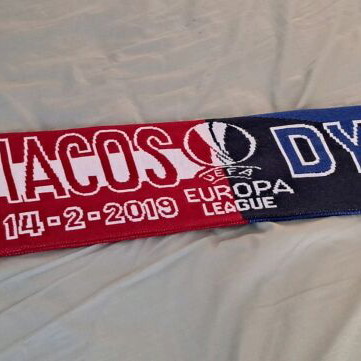 IACOS
DY
14-2-2019
UEFA
EUROPA
LEAGUE